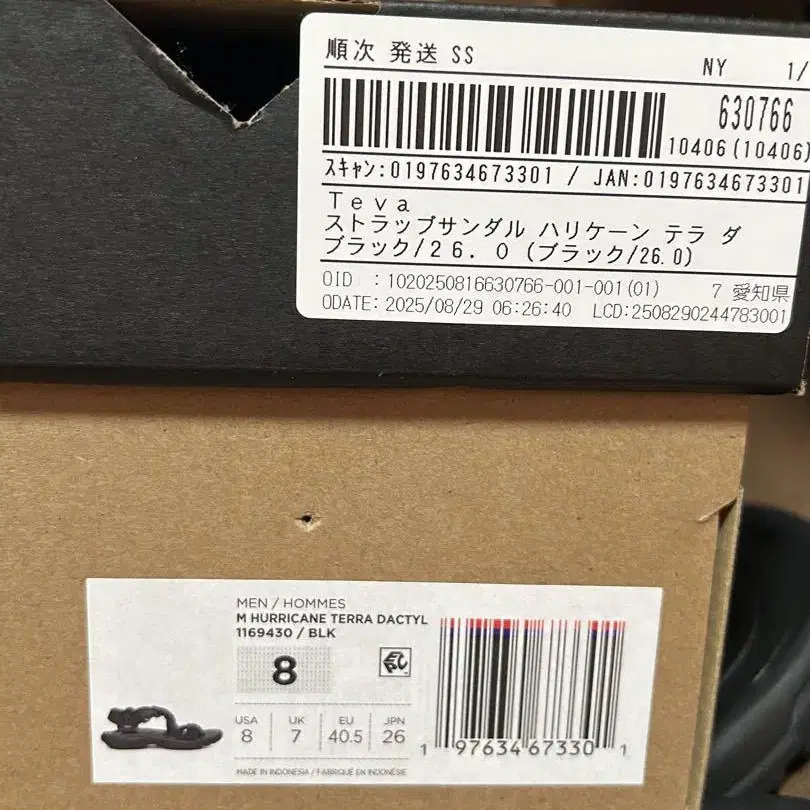 順次 発送 SS NY 1/
630766
10406(10406)
スキャン:0197634673301 / JAN:0197634673301
Teva
ストラップサンダル ハリケーン テラ ダ
ブラック/26.0 (ブラック/26.0)
OID :1020250816630766-001-001(01) 7 愛知県
ODATE: 2025/08/29 06:26:40 LCD:2508290244783001
MEN / HOMMES
M HURRICANE TERRA DACTYL
1169430 / BLK
8
USA UK EU JPN
8 7 40.5 26
MADE IN INDONESIA / FABRIQUÉ EN INDONÉSIE
1 97634 67330 1